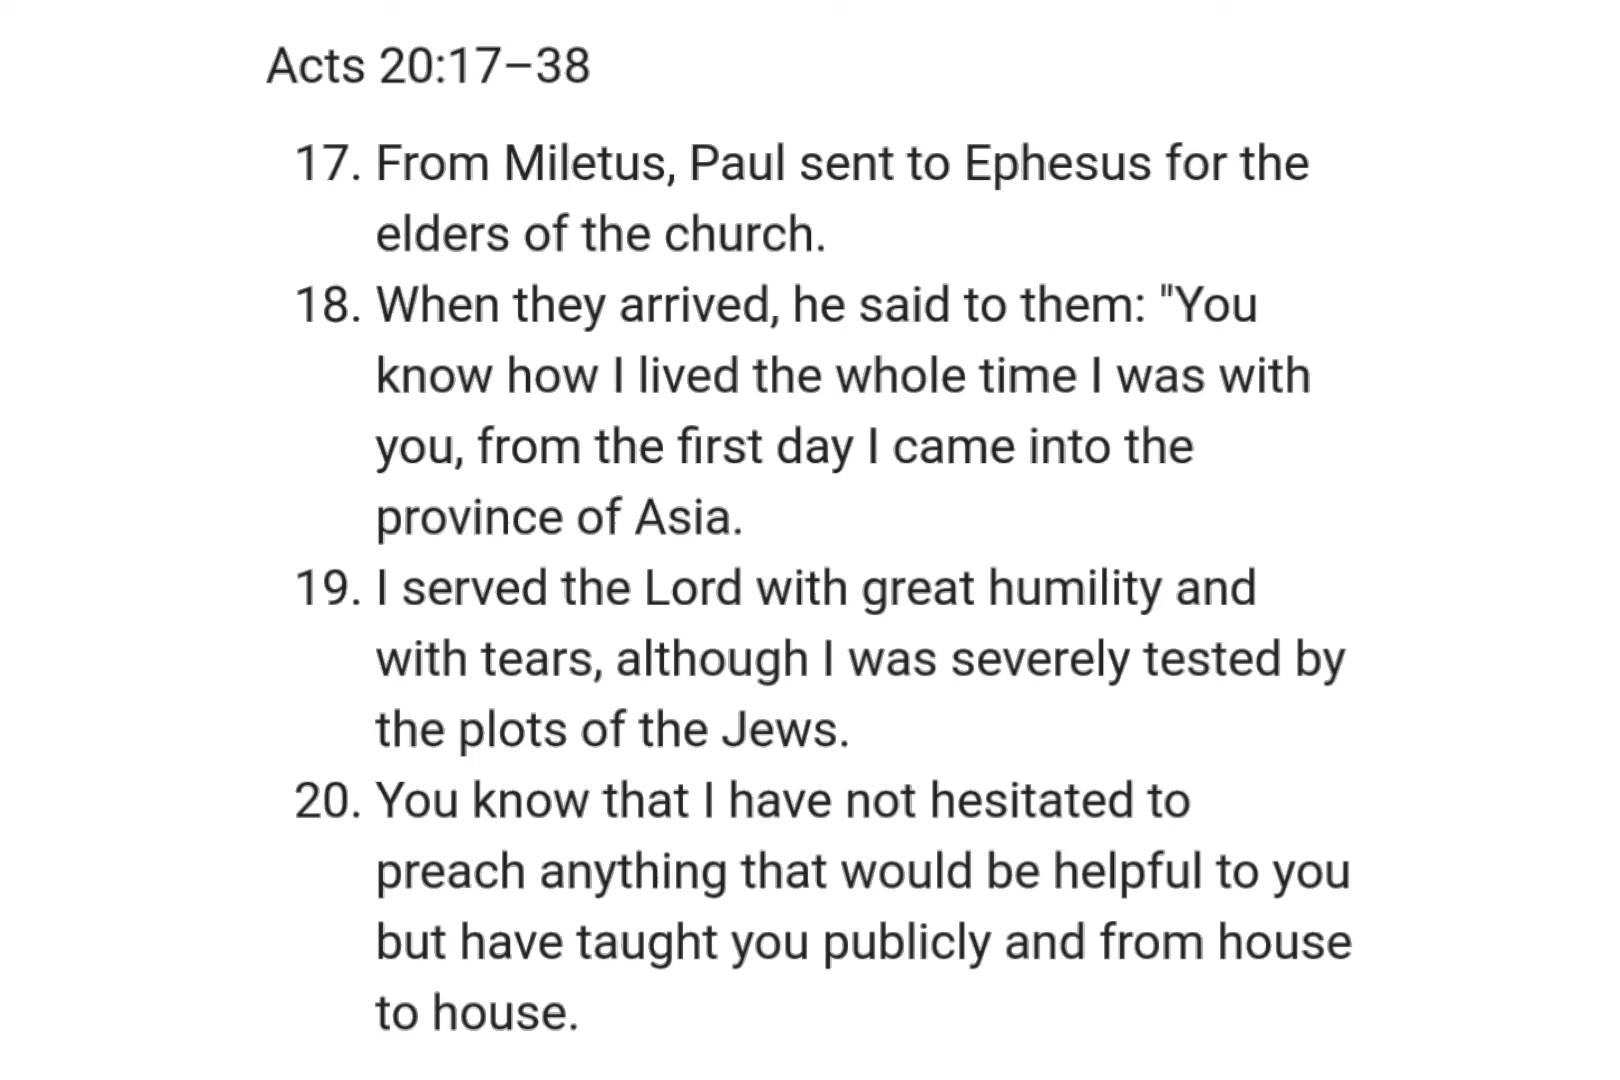 Acts 20:17–38
17. From Miletus, Paul sent to Ephesus for the
elders of the church.
18. When they arrived, he said to them: "You
know how I lived the whole time I was with
you, from the first day I came into the
province of Asia.
19. I served the Lord with great humility and
with tears, although I was severely tested by
the plots of the Jews.
20. You know that I have not hesitated to
preach anything that would be helpful to you
but have taught you publicly and from house
to house.